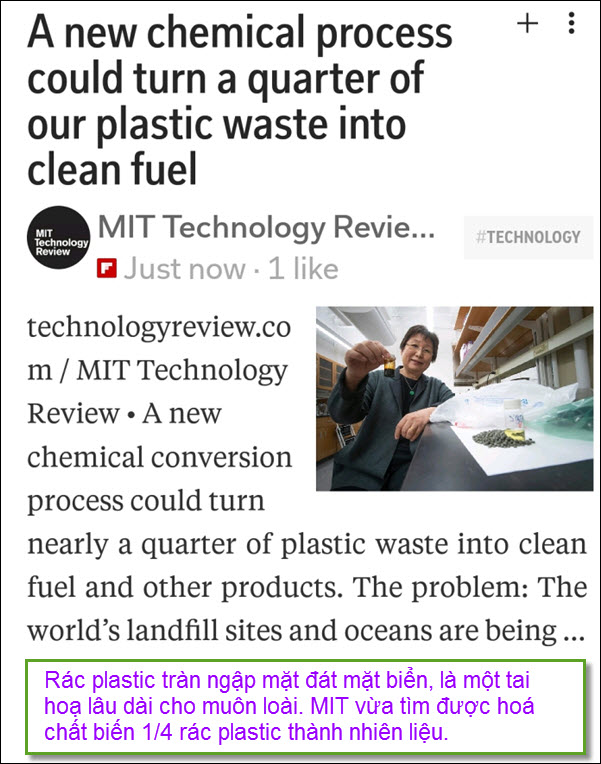 A new chemical process
could turn a quarter of
our plastic waste into
clean fuel
MIT
Technology
Review
MIT Technology Revie...
#TECHNOLOGY
Just now · 1 like
technologyreview.co
m / MIT Technology
Review • A new
chemical conversion
process could turn
nearly a quarter of plastic waste into clean
fuel and other products. The problem: The
world's landfill sites and oceans are being ...
Rác plastic tràn ngập mặt đát mặt biển, là một tai
hoạ lâu dài cho muôn loài. MIT vừa tìm được hoá
chất biến 1/4 rác plastic thành nhiên liệu.